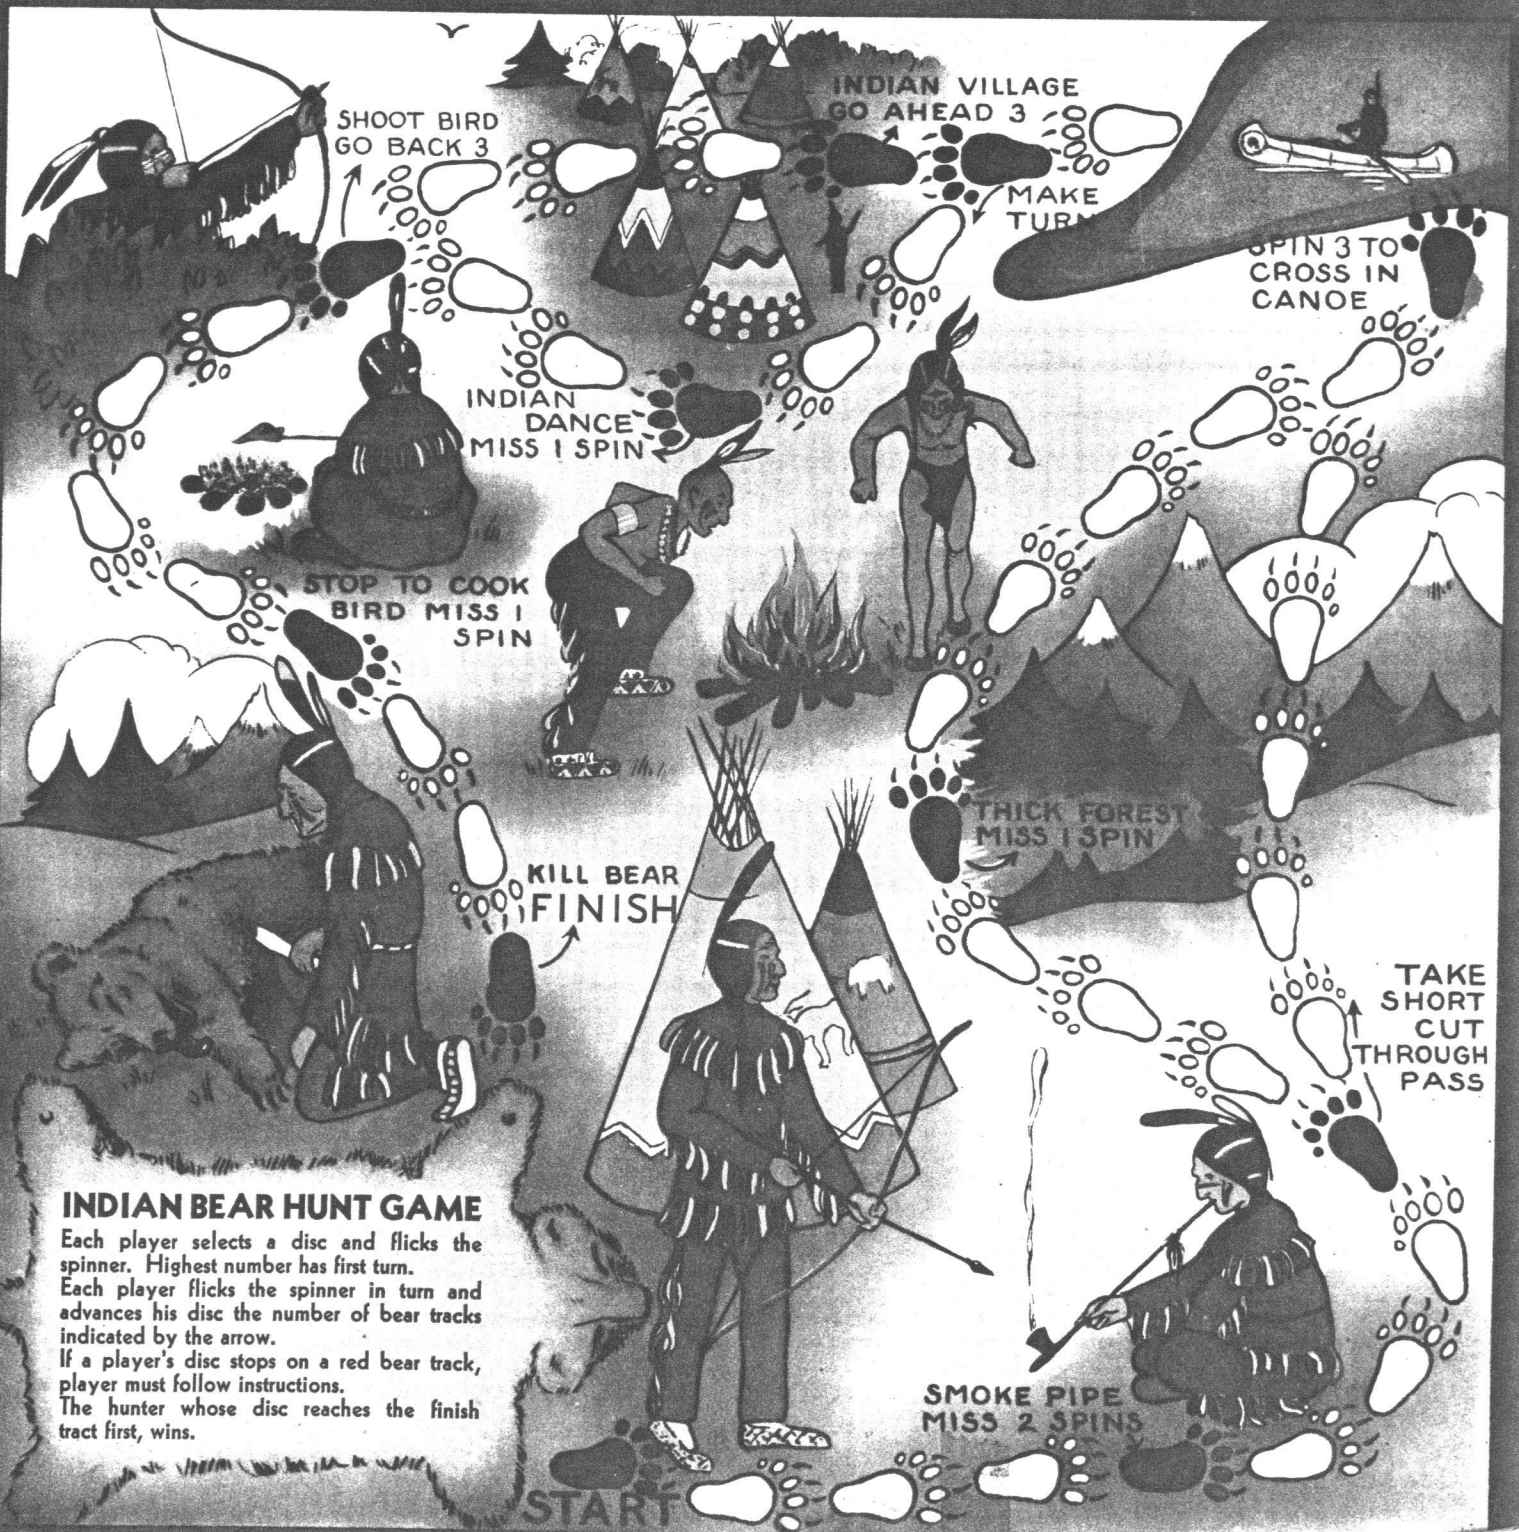 INDIAN VILLAGE
GO AHEAD 3
SHOOT BIRD
GO BACK 3
MAKE
TURN
SPIN 3 TO
CROSS IN
CANOE
INDIAN
DANCE
MISS 1 SPIN
STOP TO COOK
BIRD MISS 1
SPIN
THICK FOREST
MISS 1 SPIN
KILL BEAR
FINISH
TAKE
SHORT
CUT
THROUGH
PASS
INDIAN BEAR HUNT GAME
Each player selects a disc and flicks the
spinner. Highest number has first turn.
Each player flicks the spinner in turn and
advances his disc the number of bear tracks
indicated by the arrow.
If a player's disc stops on a red bear track,
player must follow instructions.
The hunter whose disc reaches the finish
tract first, wins.
SMOKE PIPE
MISS 2 SPINS
START